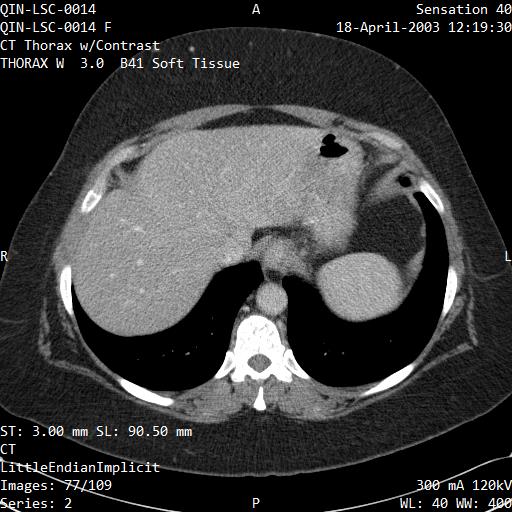 QIN-LSC-0014
A
Sensation 40
QIN-LSC-0014 F
18-April-2003 12:19:30
CT Thorax w/Contrast
THORAX W 3.0 B41 Soft Tissue
R
L
ST: 3.00 mm SL: 90.50 mm
CT
LittleEndianImplicit
Images: 77/109
300 mA 120kV
Series: 2
P
WL: 40 WW: 400